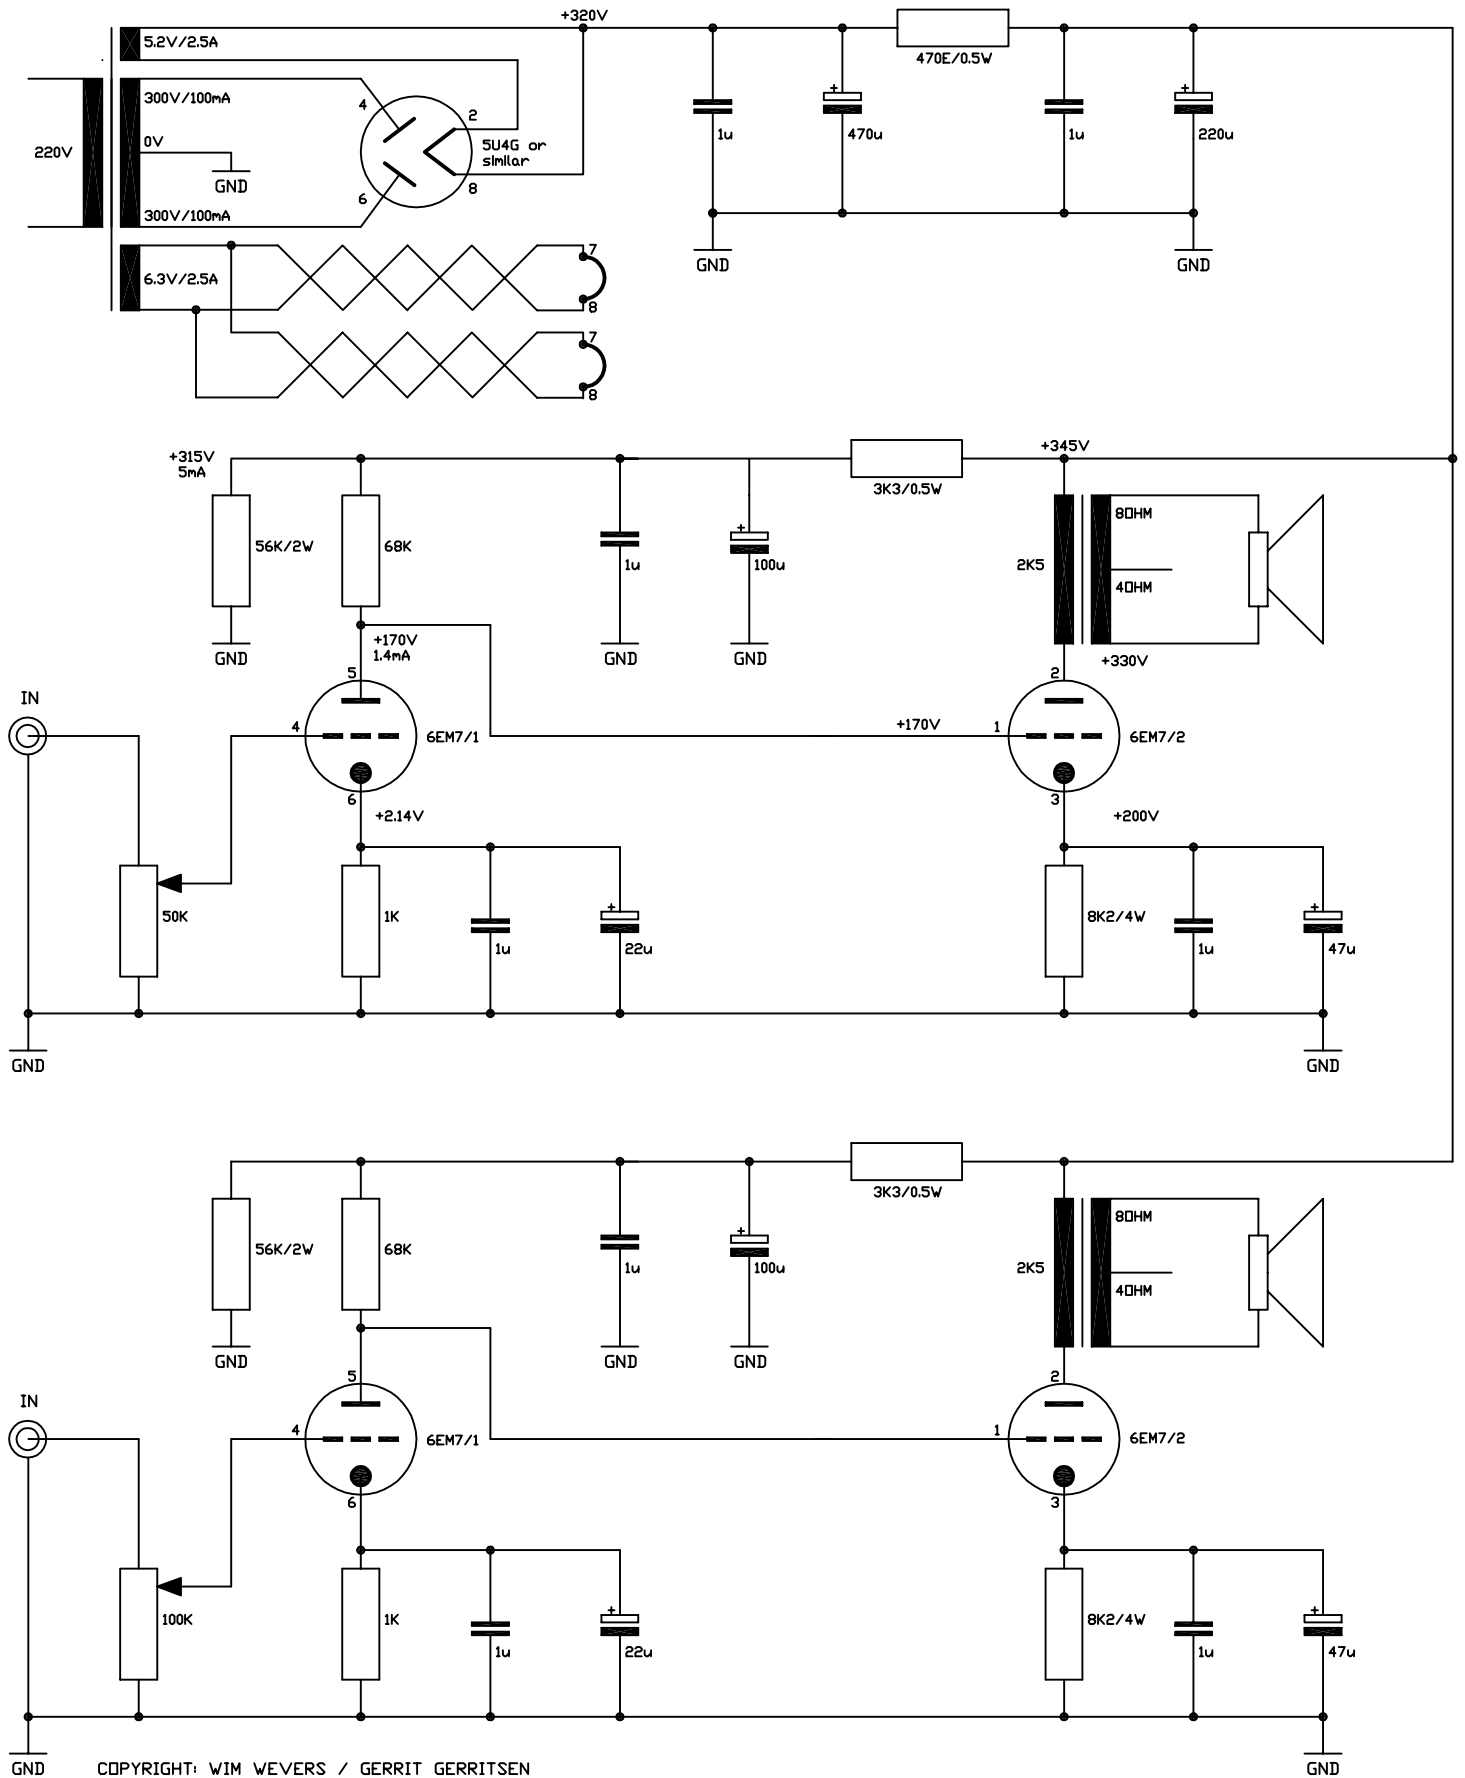 +320V
5.2V/2.5A
470E/0.5W
300V/100mA
4
2
+
+
1u
470u
1u
220u
0V
220V
5U4G or
similar
GND
6
8
300V/100mA
GND
GND
7
6.3V/2.5A
8
7
8
+315V
5mA
+345V
3K3/0.5W
8OHM
+
56K/2W
68K
1u
100u
2K5
4OHM
GND
+170V
1.4mA
GND
GND
+330V
5
2
IN
4
6EM7/1
+170V
1
6EM7/2
6
3
+2.14V
+200V
50K
1K
+
8K2/4W
+
1u
22u
1u
47u
GND
GND
3K3/0.5W
8OHM
+
56K/2W
68K
1u
100u
2K5
4OHM
GND
GND
GND
5
2
IN
4
6EM7/1
1
6EM7/2
6
3
100K
1K
+
8K2/4W
+
1u
22u
1u
47u
GND
COPYRIGHT: WIM WEVERS / GERRIT GERRITSEN
GND